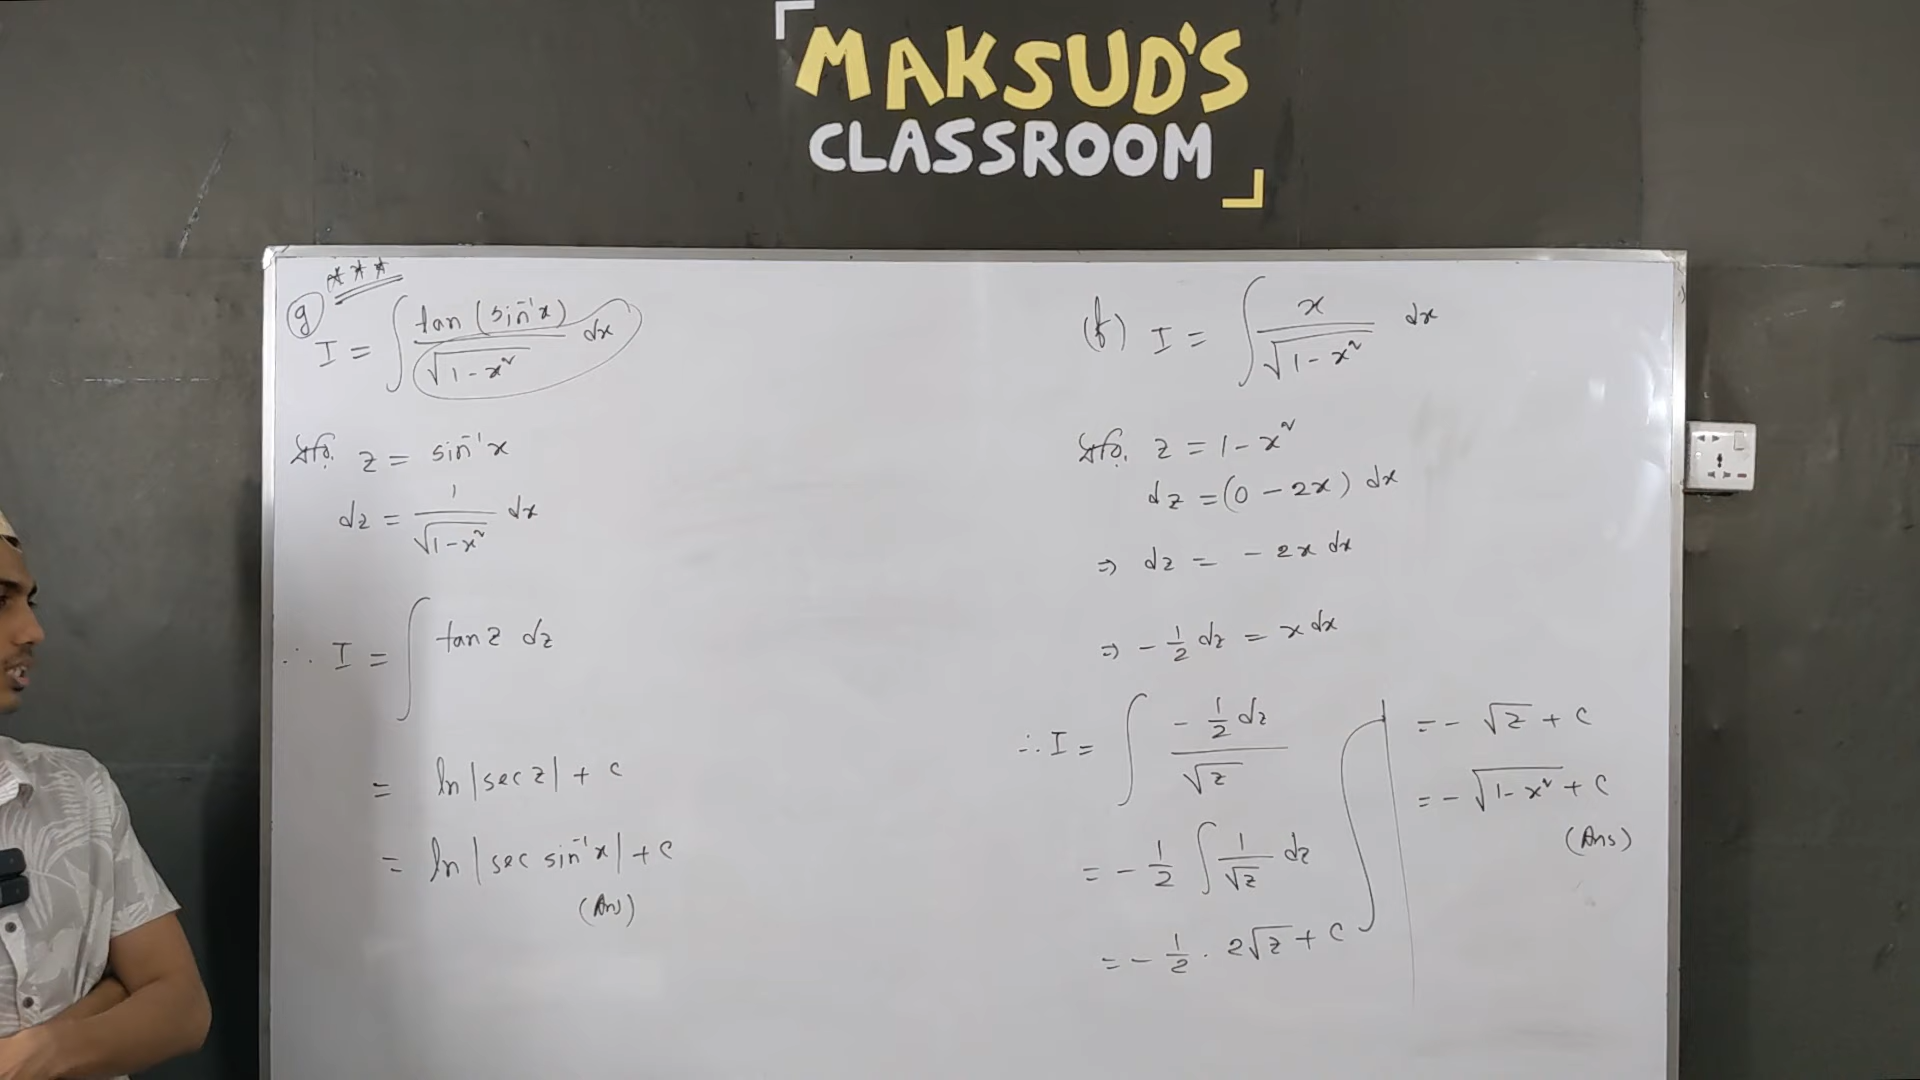 MAKSUD'S
CLASSROOM
***
(g) I = ∫ tan (sin⁻¹x) / √(1-x²) dx
ধরি, z = sin⁻¹x
dz = 1/√(1-x²) dx
∴ I = ∫ tan z dz
= ln |sec z| + c
= ln |sec sin⁻¹x| + c
(Ans)
(f) I = ∫ x / √(1-x²) dx
ধরি, z = 1-x²
dz = (0 - 2x) dx
⇒ dz = - 2x dx
⇒ - 1/2 dz = x dx
∴ I = ∫ (- 1/2 dz) / √z
= - 1/2 ∫ 1/√z dz
= - 1/2 · 2√z + c
= - √z + c
= - √(1-x²) + c
(Ans)